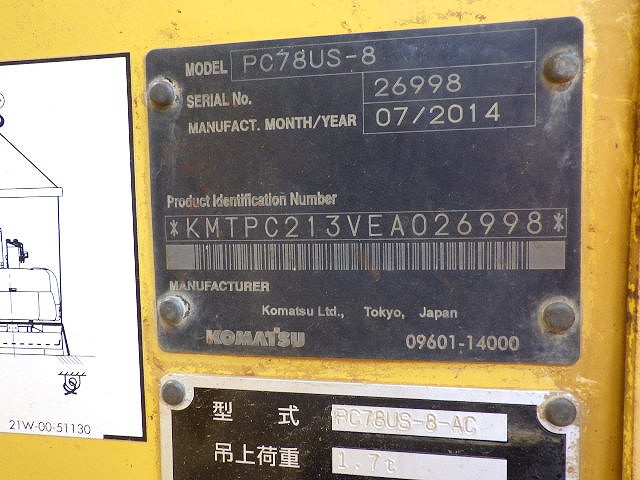 MODEL PC78US-8
SERIAL No. 26998
MANUFACT. MONTH/YEAR 07/2014
Product Identification Number
*KMTPC213VEA026998*
MANUFACTURER
Komatsu Ltd., Tokyo, Japan
KOMATSU 09601-14000
21W-00-51130
型 式 PC78US-8-AC
吊上荷重 1.7t